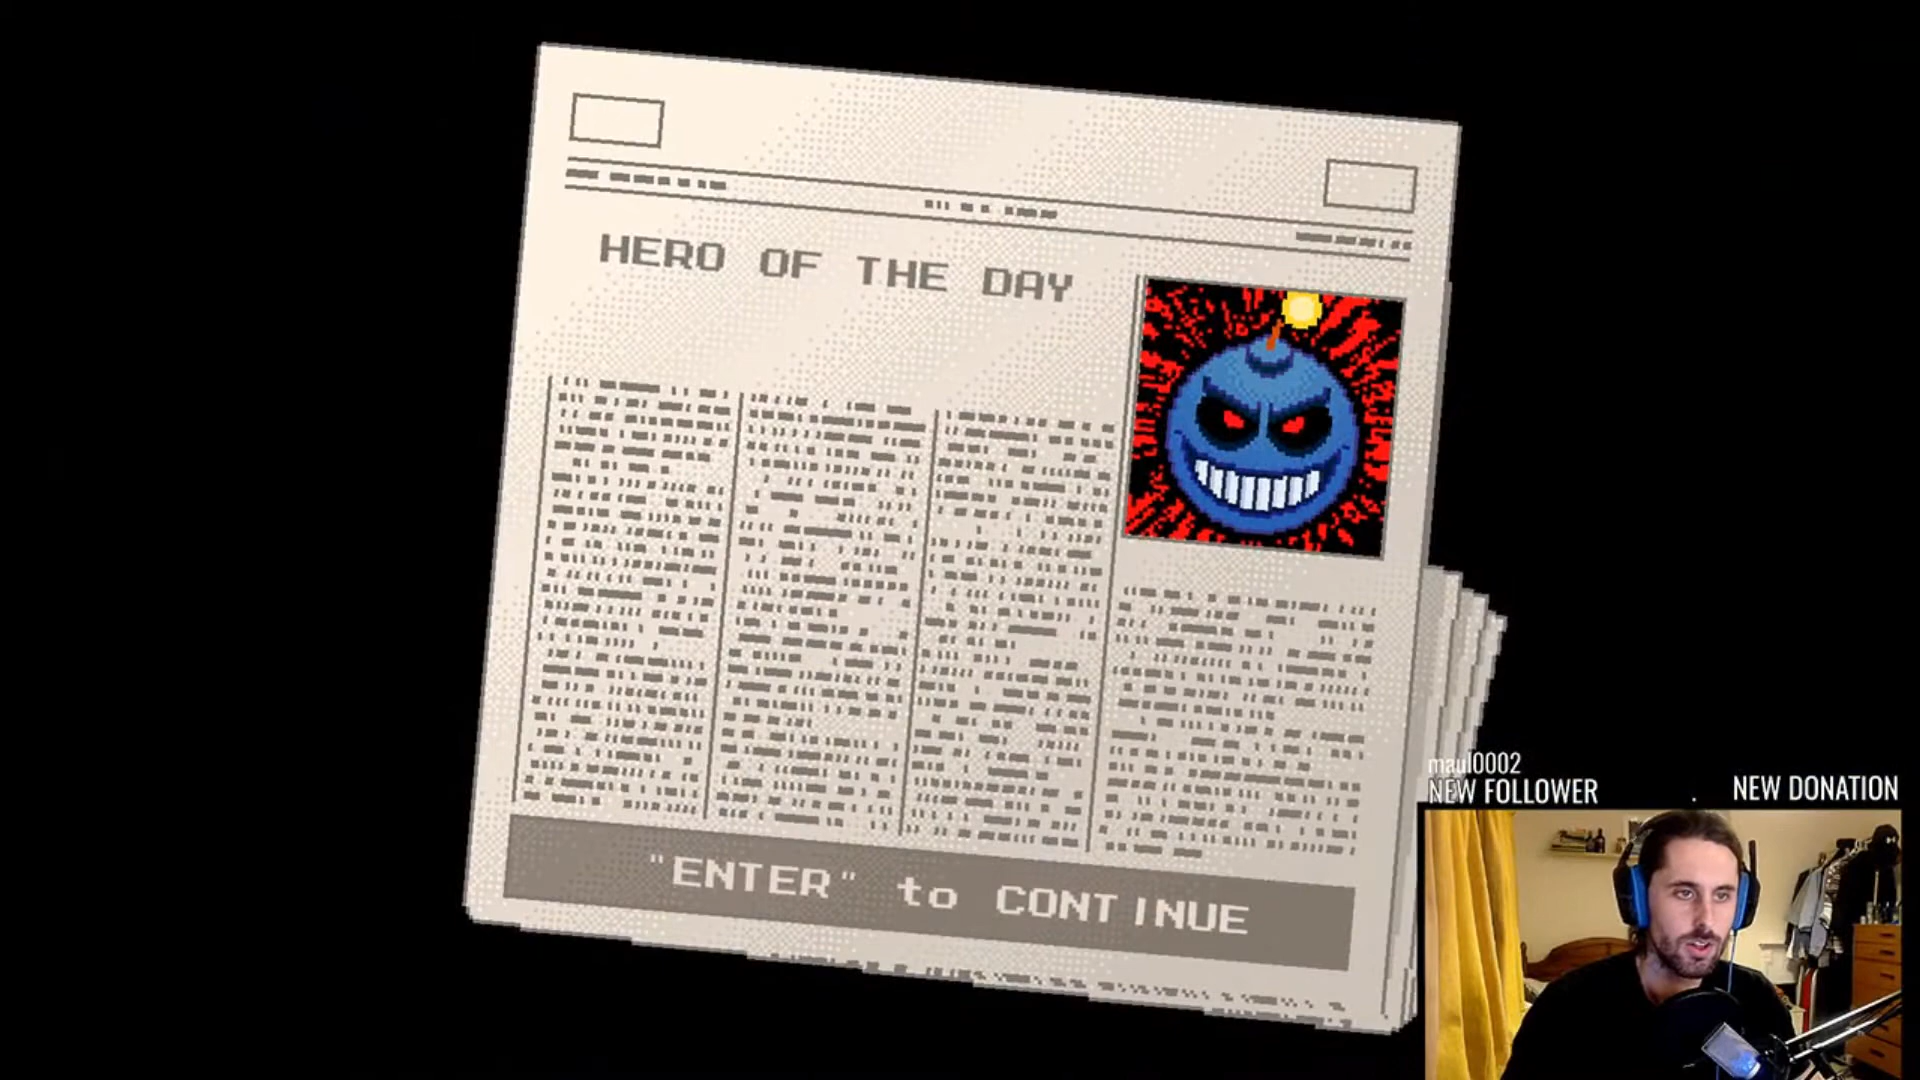 HERO OF THE DAY
"ENTER" to CONTINUE
maul0002
NEW FOLLOWER
. NEW DONATION